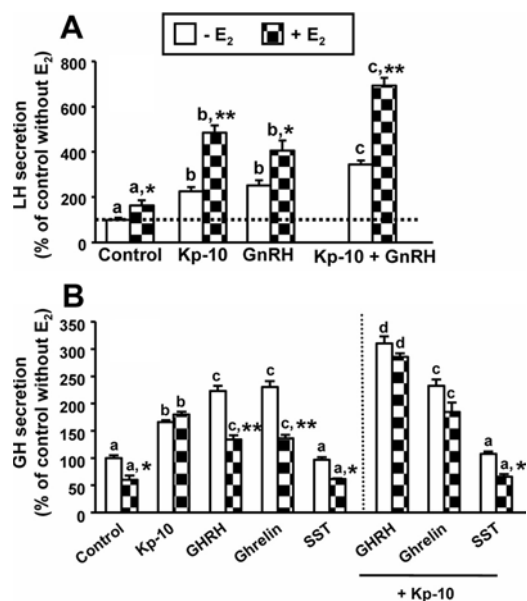 A
- E₂ + E₂
LH secretion
(% of control without E₂)
800
600
400
200
0
a a,*
b b,**
b b,*
c c,**
Control Kp-10 GnRH Kp-10 + GnRH
B
GH secretion
(% of control without E₂)
350
300
250
200
150
100
50
0
a a,*
b b
c c,**
c c,**
a a,*
d d
c c
a a,*
Control Kp-10 GHRH Ghrelin SST GHRH Ghrelin SST
+ Kp-10